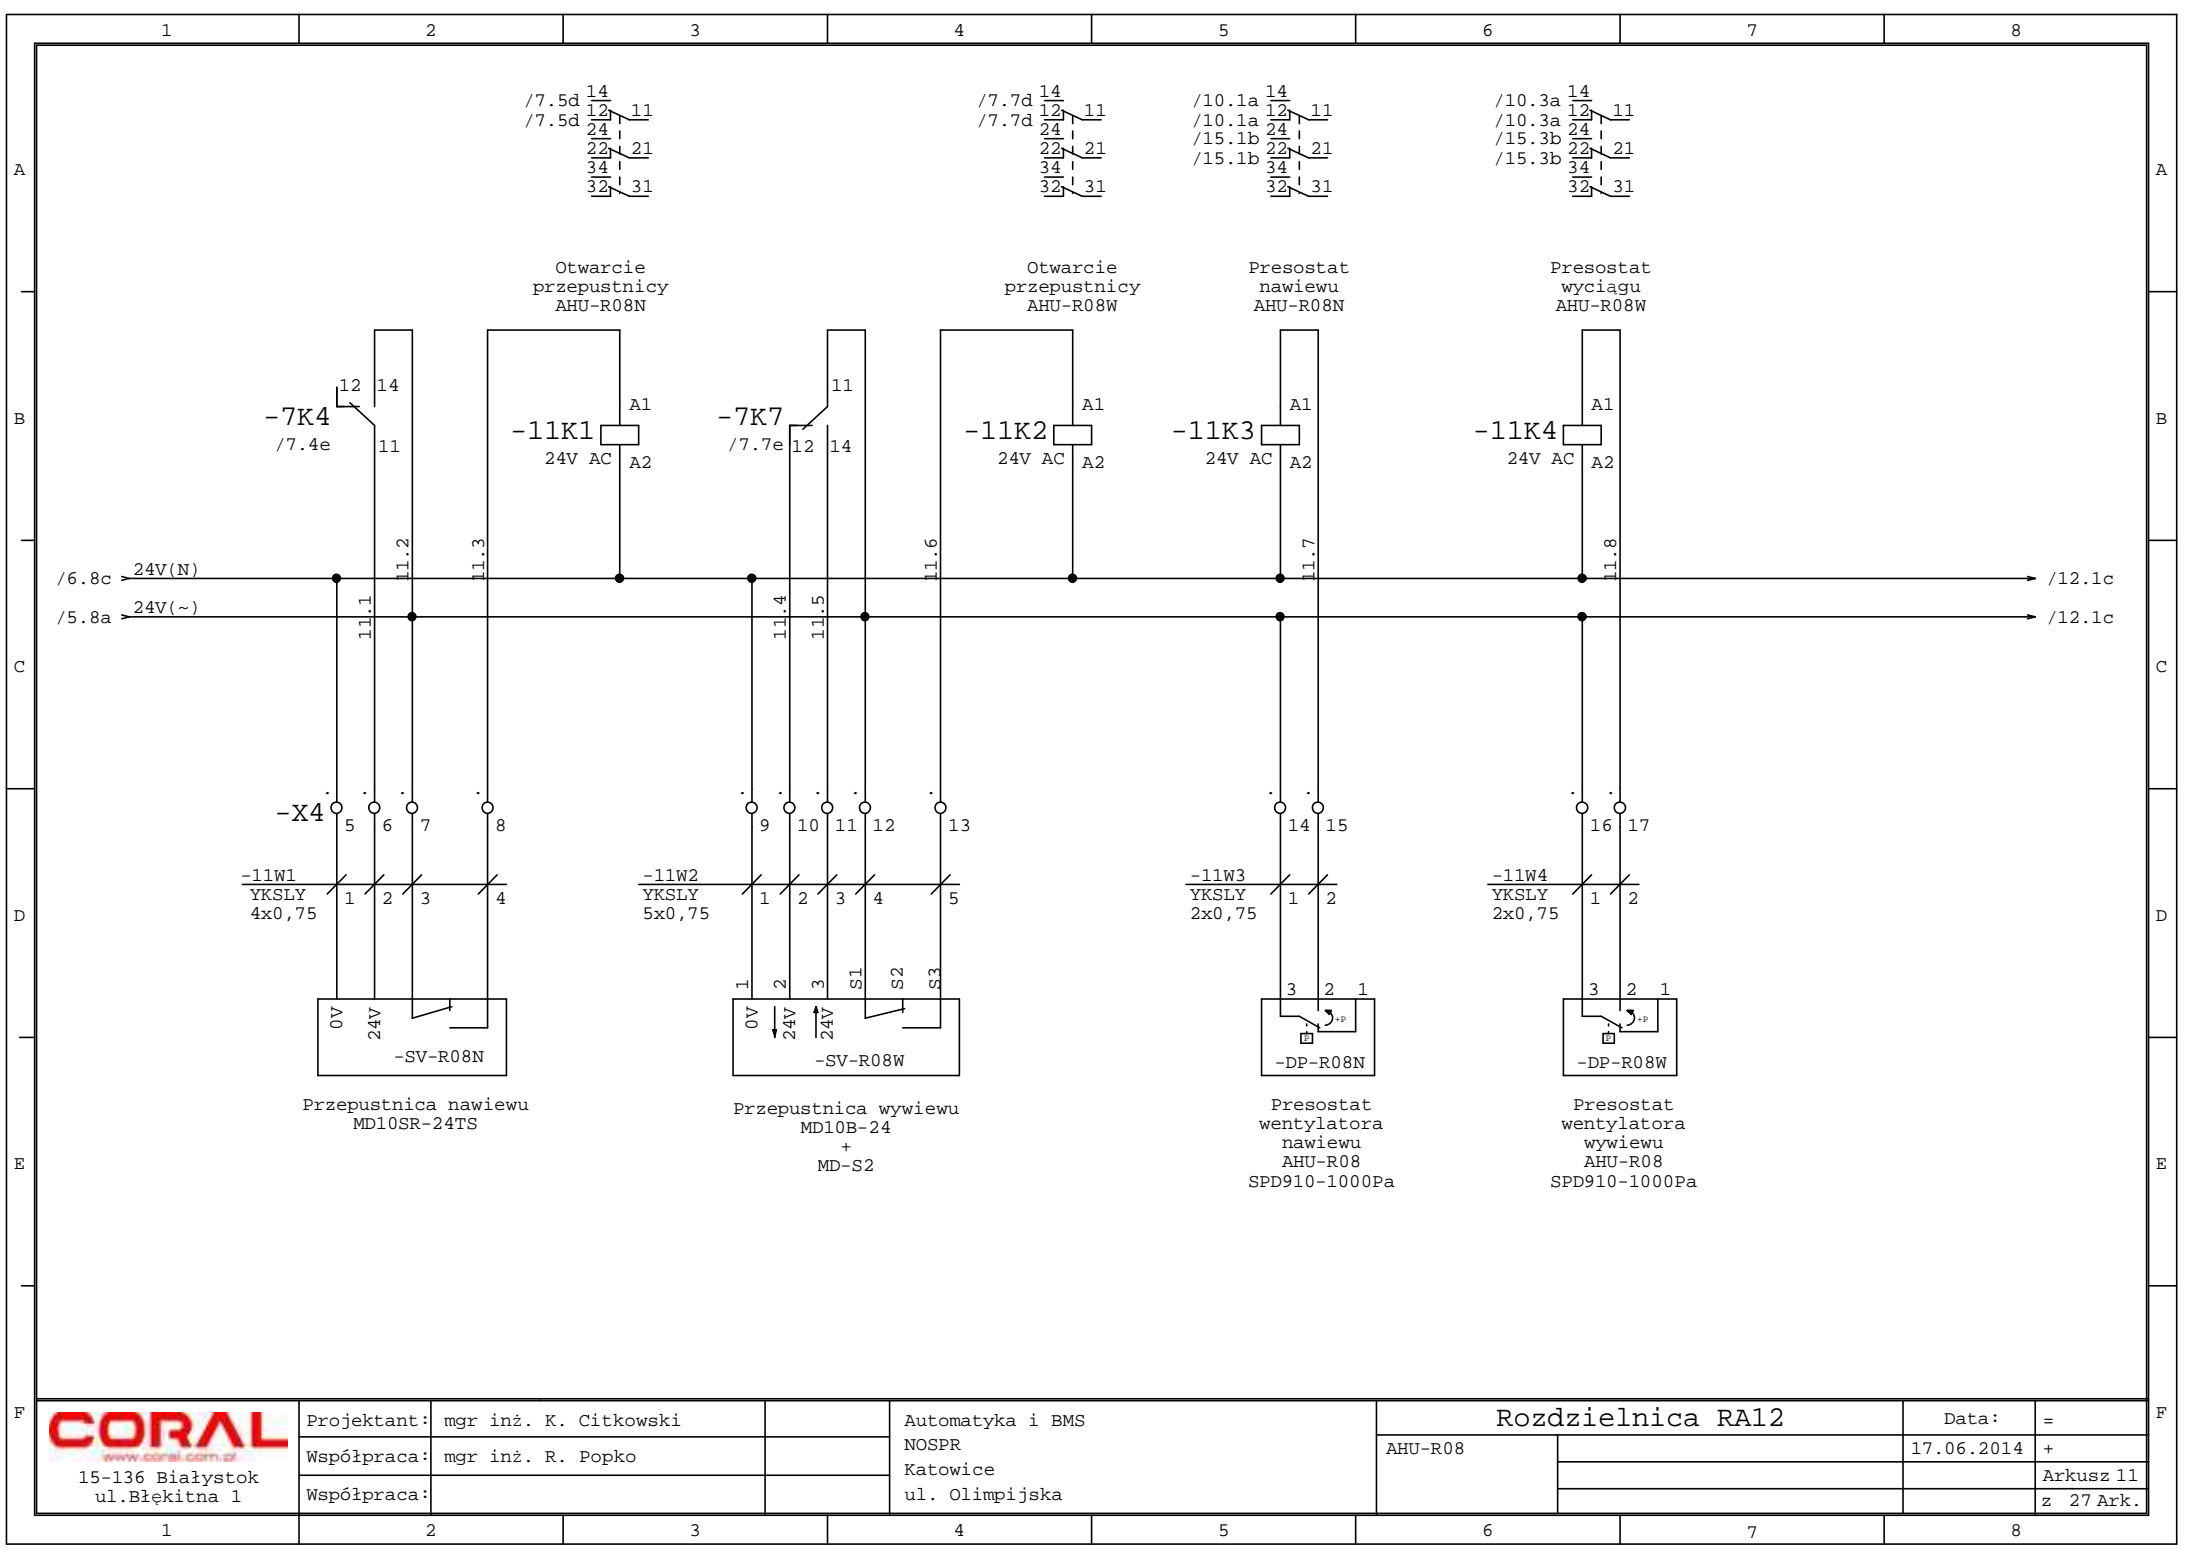 1 2 3 4 5 6 7 8
/7.5d 14
/7.5d 12 11
24
22 21
34
32 31
/7.7d 14
/7.7d 12 11
24
22 21
34
32 31
/10.1a 14
/10.1a 12 11
/15.1b 24
/15.1b 22 21
34
32 31
/10.3a 14
/10.3a 12 11
/15.3b 24
/15.3b 22 21
34
32 31
A A
Otwarcie
przepustnicy
AHU-R08N
Otwarcie
przepustnicy
AHU-R08W
Presostat
nawiewu
AHU-R08N
Presostat
wyciągu
AHU-R08W
B B
12 14
-7K4
/7.4e 11
A1
-11K1
24V AC A2
11
-7K7
/7.7e 12 14
A1
-11K2
24V AC A2
A1
-11K3
24V AC A2
A1
-11K4
24V AC A2
11.2 11.3 11.6 11.7 11.8
/6.8c 24V(N) /12.1c
11.1 11.4 11.5
/5.8a 24V(~) /12.1c
C C
-X4 5 6 7 8 9 10 11 12 13 14 15 16 17
-11W1
YKSLY 1 2 3 4
4x0,75
-11W2
YKSLY 1 2 3 4 5
5x0,75
-11W3
YKSLY 1 2
2x0,75
-11W4
YKSLY 1 2
2x0,75
D D
0V 24V
-SV-R08N
Przepustnica nawiewu
MD10SR-24TS
1 2 3 S1 S2 S3
0V 24V 24V
-SV-R08W
Przepustnica wywiewu
MD10B-24
+
MD-S2
3 2 1
+P
P
-DP-R08N
Presostat
wentylatora
nawiewu
AHU-R08
SPD910-1000Pa
3 2 1
+P
P
-DP-R08W
Presostat
wentylatora
wywiewu
AHU-R08
SPD910-1000Pa
E E
F F
CORAL
www.coral.com.pl
15-136 Białystok
ul.Błękitna 1
Projektant: mgr inż. K. Citkowski
Współpraca: mgr inż. R. Popko
Współpraca:
Automatyka i BMS
NOSPR
Katowice
ul. Olimpijska
Rozdzielnica RA12
AHU-R08
Data:
17.06.2014
=
+
Arkusz 11
z 27 Ark.
1 2 3 4 5 6 7 8